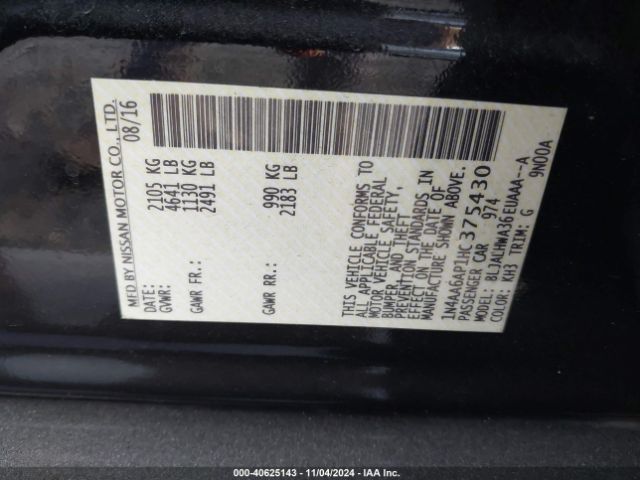 MFD BY NISSAN MOTOR CO., LTD.
DATE: 08/16
GVWR: 2105 KG
4641 LB
GAWR FR.: 1130 KG
2491 LB
GAWR RR.: 990 KG
2183 LB
THIS VEHICLE CONFORMS TO
ALL APPLICABLE FEDERAL
MOTOR VEHICLE SAFETY,
BUMPER, AND THEFT
PREVENTION STANDARDS IN
EFFECT ON THE DATE OF
MANUFACTURE SHOWN ABOVE.
1N4AA6AP1HC375430
PASSENGER CAR 974
MODEL: BLJALHWA36EUAAA--A
COLOR: KH3 TRIM: G 9N00A
000-40625143 - 11/04/2024 - IAA Inc.